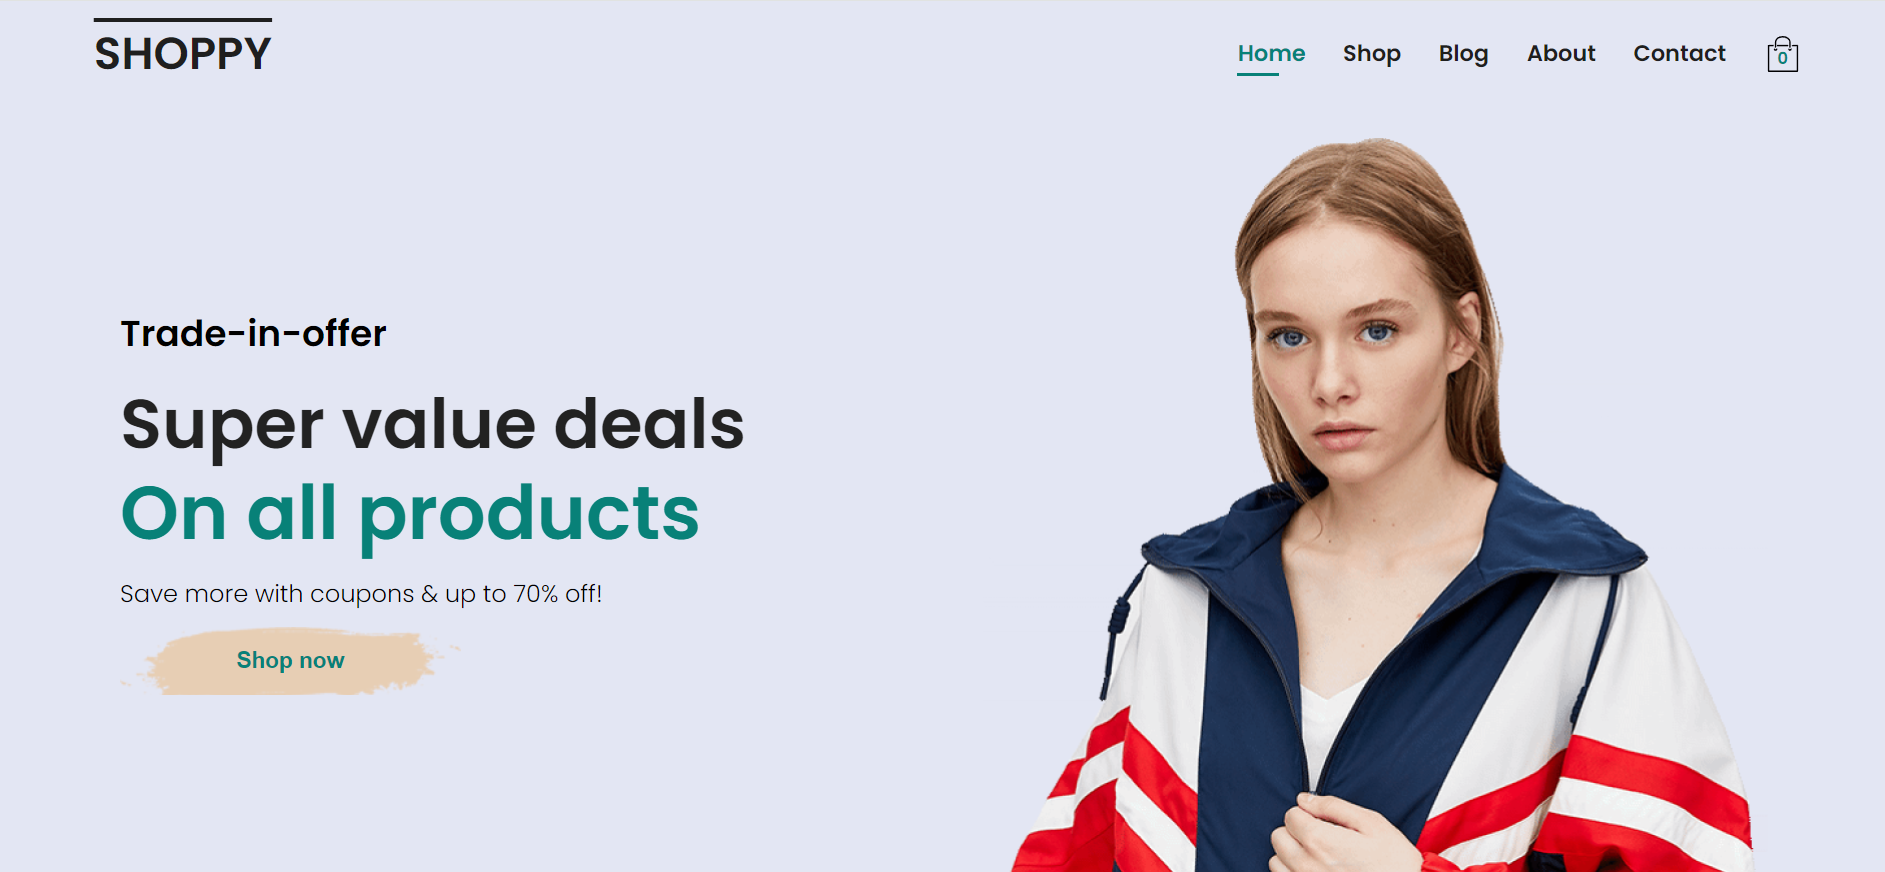 SHOPPY
Home Shop Blog About Contact 0
Trade-in-offer
Super value deals
On all products
Save more with coupons & up to 70% off!
Shop now